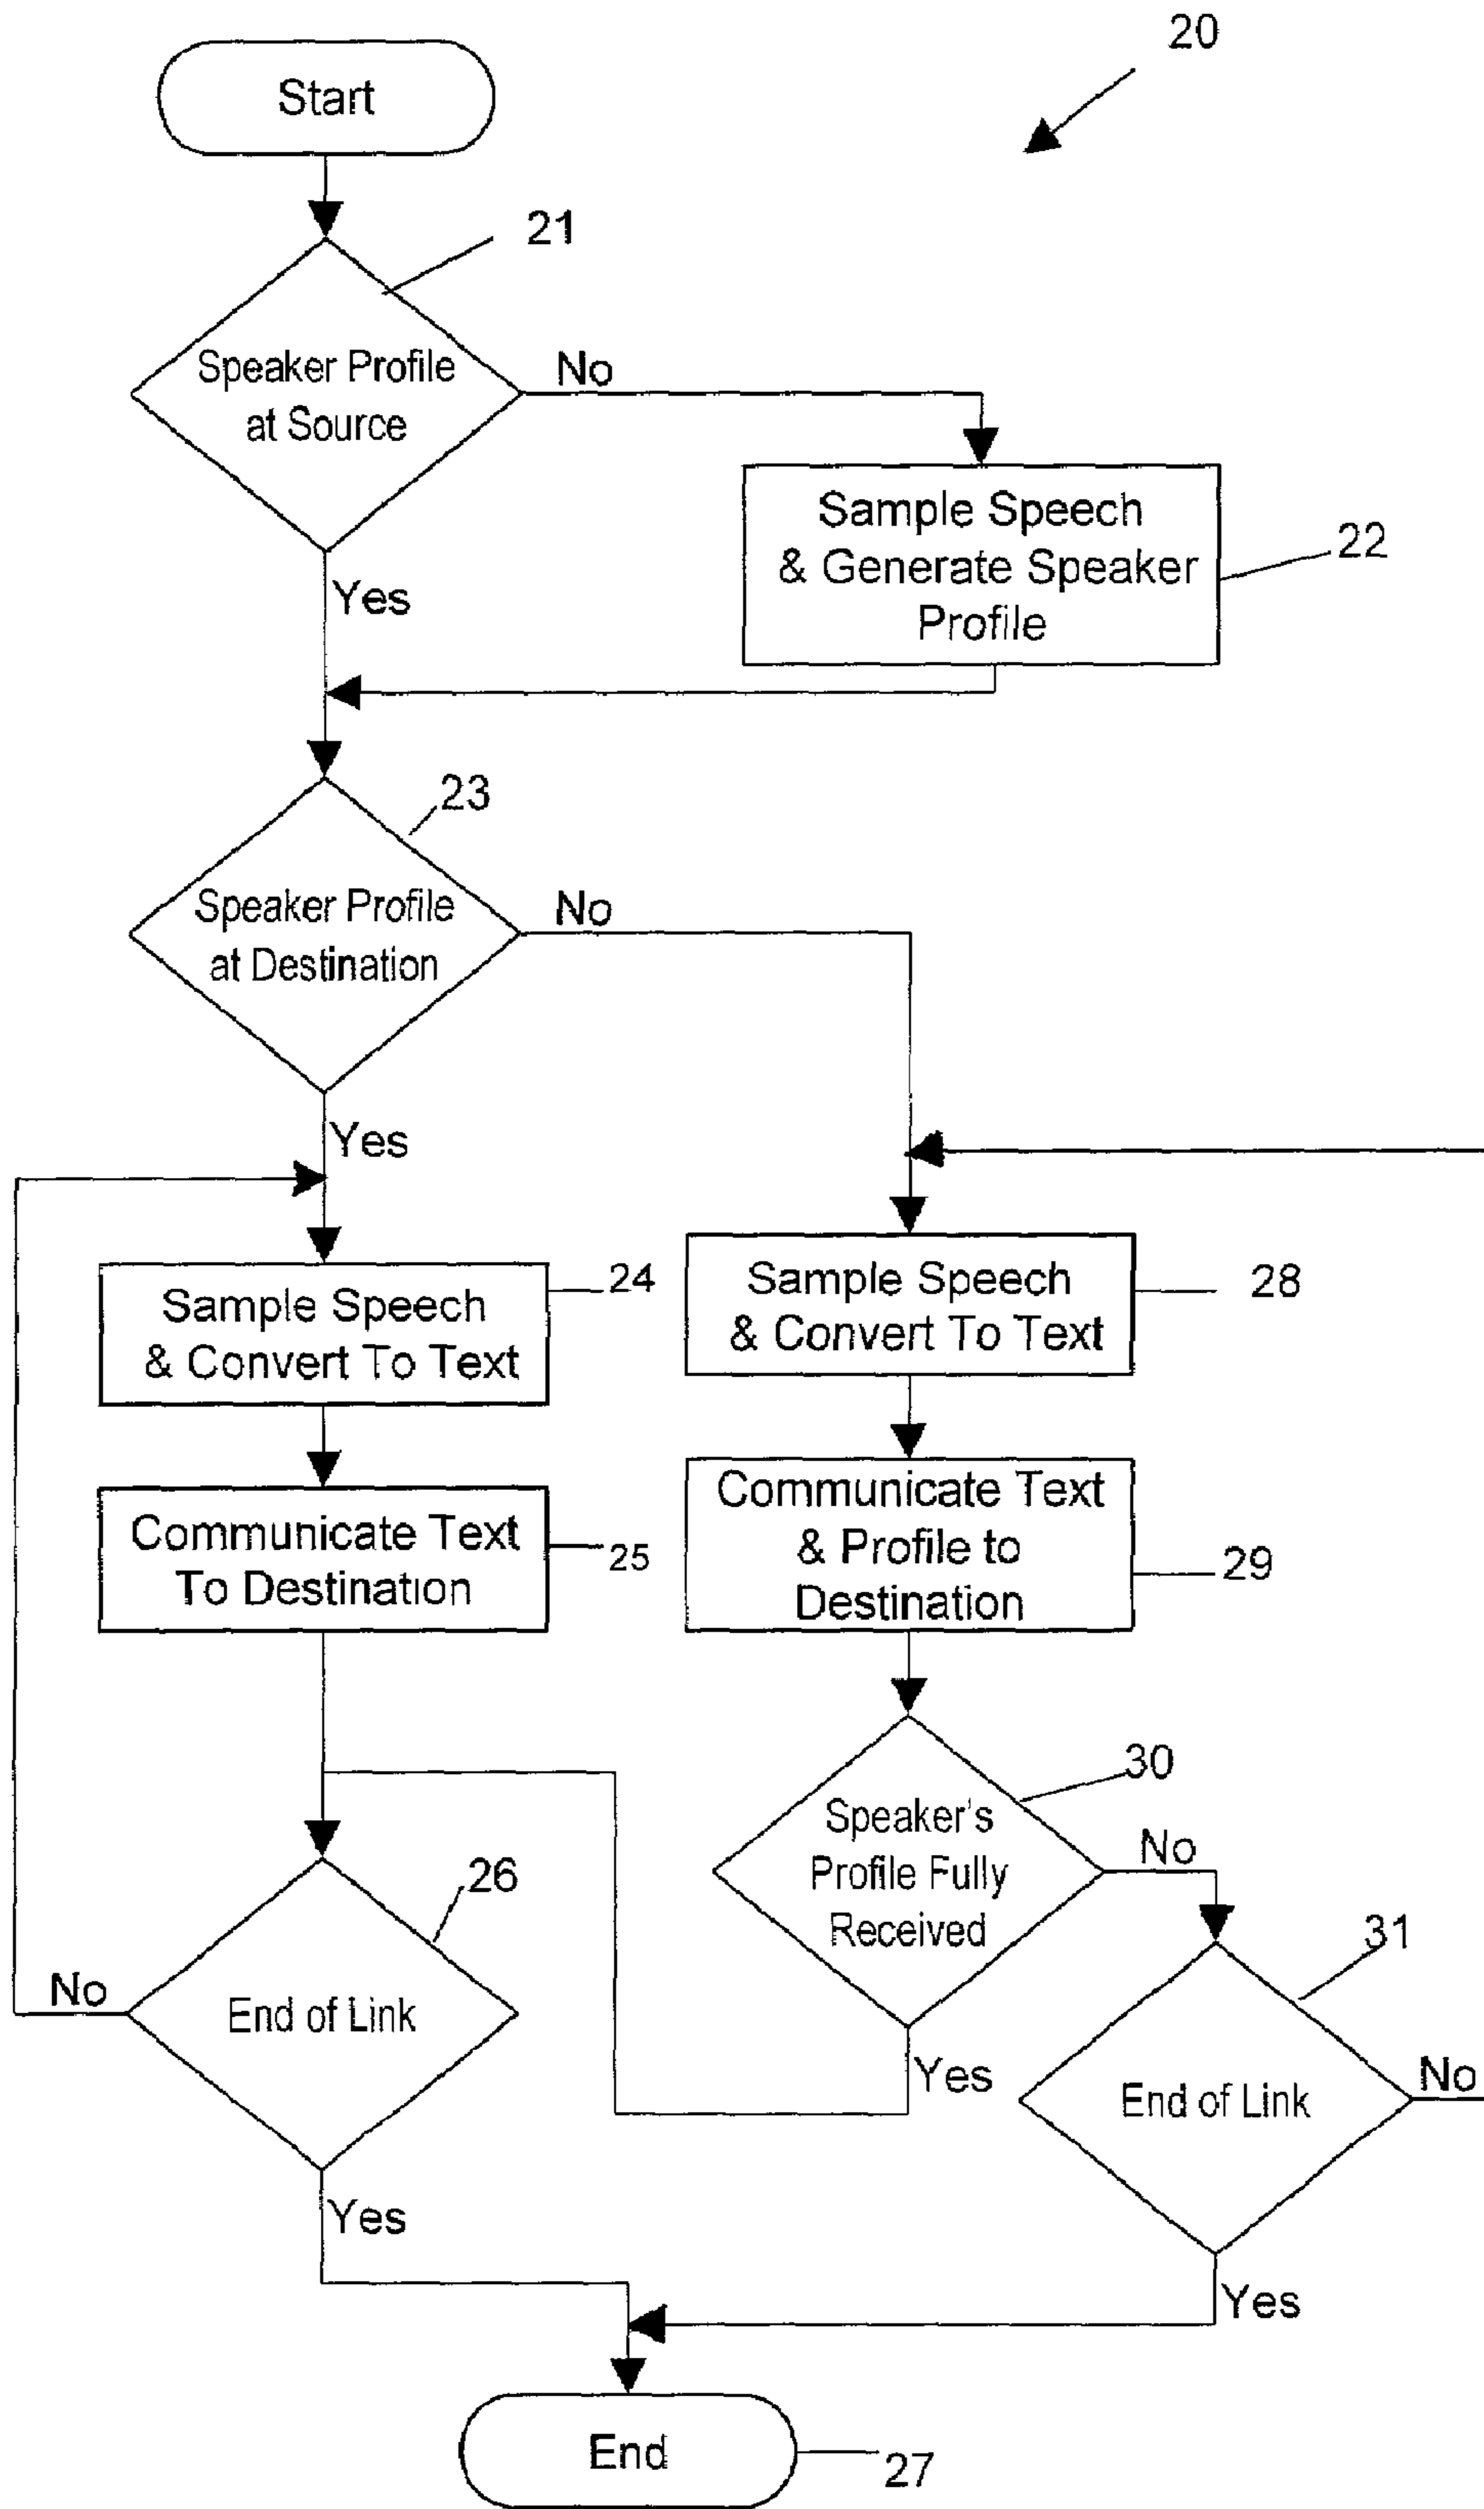 20
Start
21
Speaker Profile
at Source
No
Sample Speech
& Generate Speaker
Profile
22
Yes
23
Speaker Profile
at Destination
No
Yes
Sample Speech
& Convert To Text
24
Sample Speech
& Convert To Text
28
Communicate Text
To Destination
25
Communicate Text
& Profile to
Destination
29
30
Speaker's
Profile Fully
Received
No
26
End of Link
No
Yes
31
End of Link
No
Yes
Yes
End
27